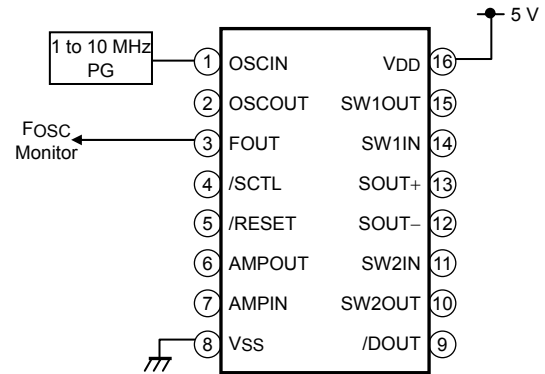 5 V
1 to 10 MHz
PG
FOSC
Monitor
1 OSCIN
2 OSCOUT
3 FOUT
4 /SCTL
5 /RESET
6 AMPOUT
7 AMPIN
8 VSS
VDD 16
SW1OUT 15
SW1IN 14
SOUT+ 13
SOUT− 12
SW2IN 11
SW2OUT 10
/DOUT 9